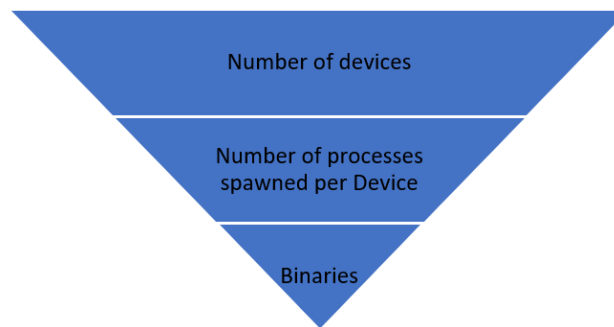 Number of devices
Number of processes
spawned per Device
Binaries